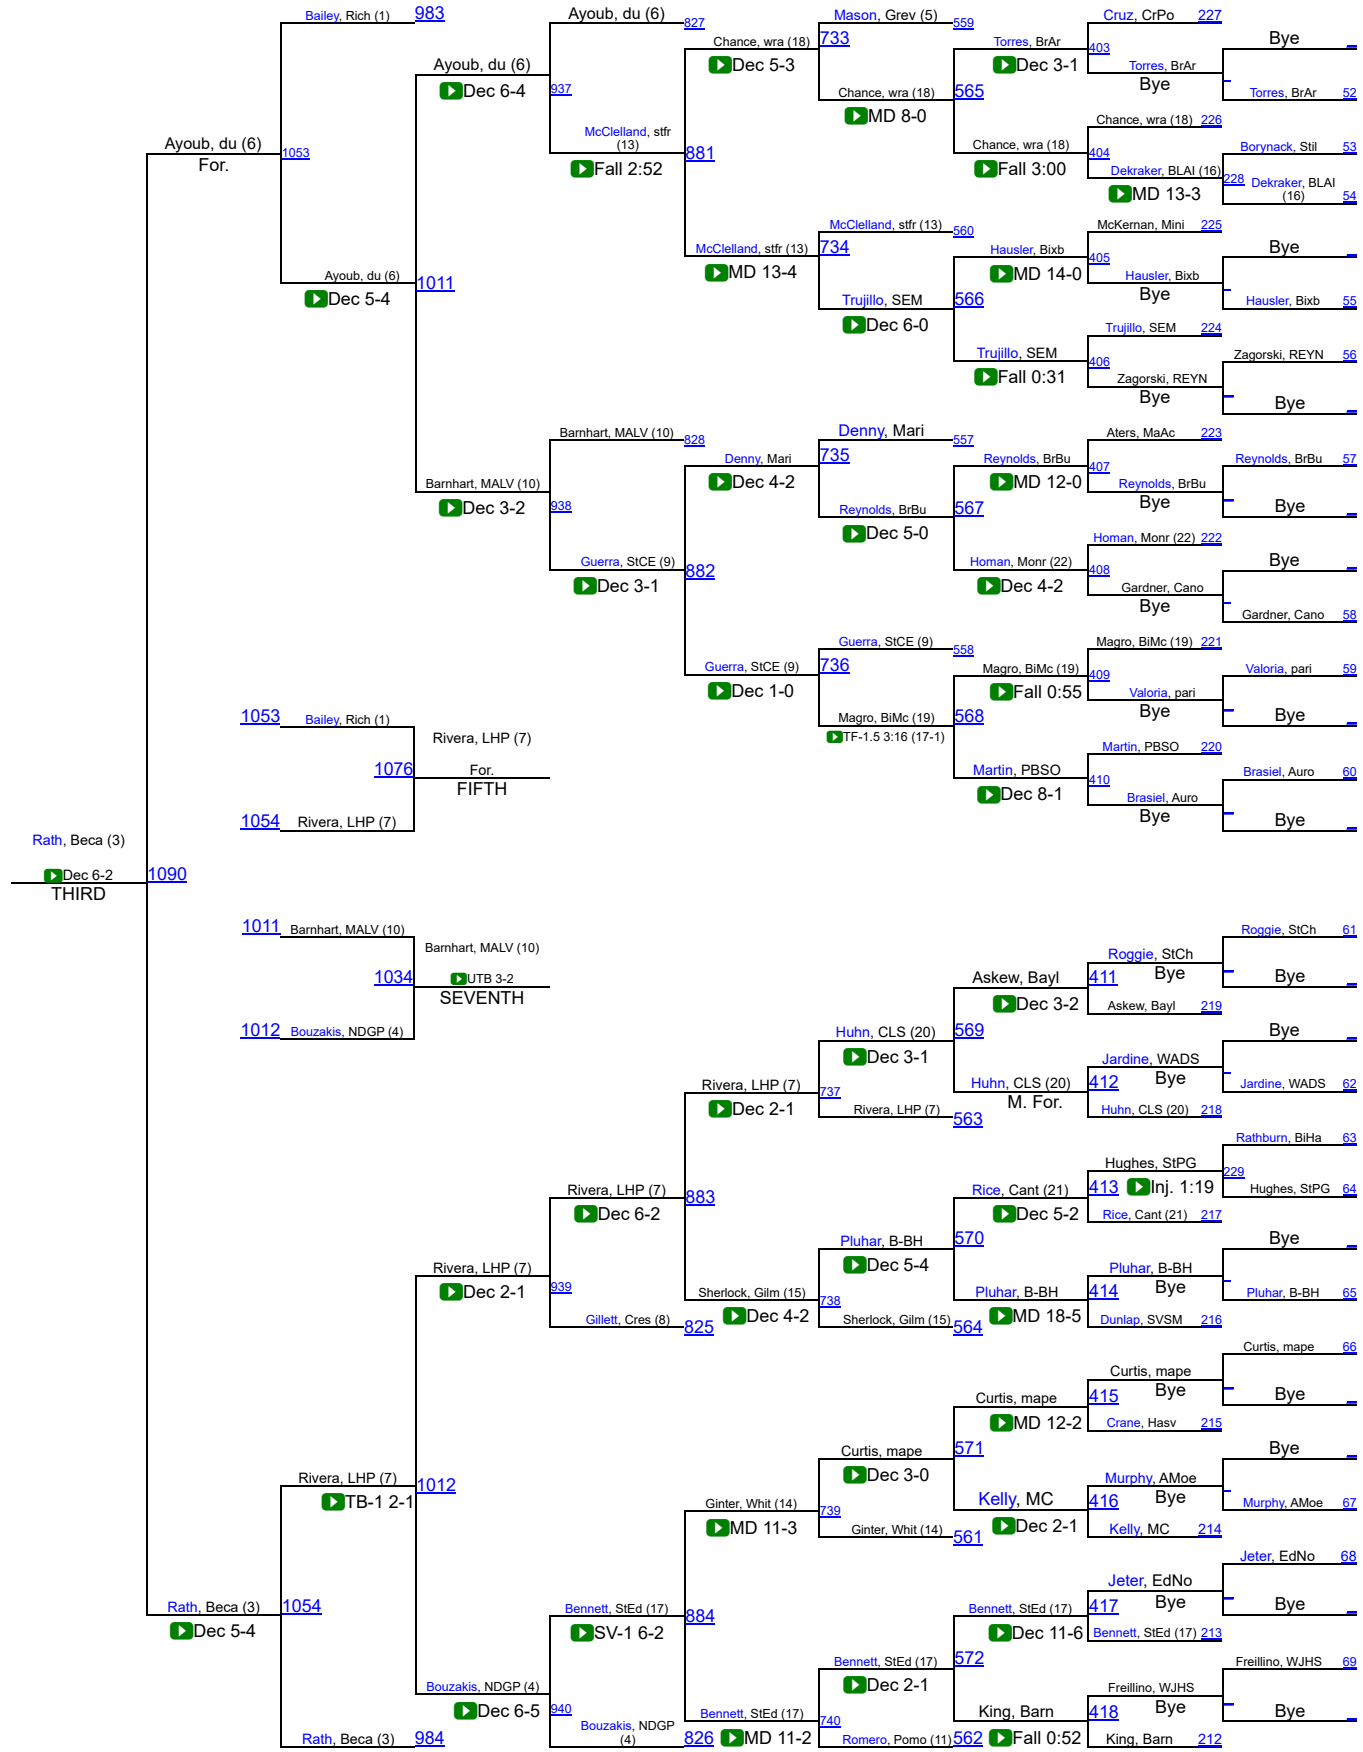 Bailey, Rich (1) 983
Ayoub, du (6)
827
Mason, Grev (5)
559
Cruz, CrPo 227
Bye
Chance, wra (18)
733
Dec 5-3
Torres, BrAr
403
Dec 3-1
Torres, BrAr
Bye
Torres, BrAr 52
Ayoub, du (6)
Dec 6-4
937
Chance, wra (18)
565
MD 8-0
Chance, wra (18) 226
McClelland, stfr
(13)
Fall 2:52
881
Chance, wra (18)
404
Fall 3:00
Borynack, Stil 53
Dekraker, BLAI (16)
228
MD 13-3
Dekraker, BLAI
(16) 54
Ayoub, du (6)
For.
1053
McClelland, stfr (13)
560
McKernan, Mini 225
McClelland, stfr (13)
734
MD 13-4
Hausler, Bixb
405
MD 14-0
Bye
Hausler, Bixb
Bye
Hausler, Bixb 55
Ayoub, du (6)
Dec 5-4
1011
Trujillo, SEM
566
Dec 6-0
Trujillo, SEM 224
Trujillo, SEM
406
Fall 0:31
Zagorski, REYN 56
Zagorski, REYN
Bye
Bye
Barnhart, MALV (10)
828
Denny, Mari
557
Aters, MaAc 223
Denny, Mari
735
Dec 4-2
Reynolds, BrBu
407
MD 12-0
Reynolds, BrBu 57
Reynolds, BrBu
Bye
Bye
Barnhart, MALV (10)
Dec 3-2
938
Reynolds, BrBu
567
Dec 5-0
Homan, Monr (22) 222
Guerra, StCE (9)
882
Dec 3-1
Homan, Monr (22)
408
Dec 4-2
Bye
Gardner, Cano
Bye
Gardner, Cano 58
Guerra, StCE (9)
558
Magro, BiMc (19) 221
Guerra, StCE (9)
736
Dec 1-0
Magro, BiMc (19)
409
Fall 0:55
Valoria, pari 59
Valoria, pari
Bye
Bye
1053 Bailey, Rich (1)
Magro, BiMc (19)
568
TF-1.5 3:16 (17-1)
Rivera, LHP (7)
Martin, PBSO 220
1076
For.
FIFTH
Martin, PBSO
410
Dec 8-1
Brasiel, Auro 60
Brasiel, Auro
Bye
Bye
1054 Rivera, LHP (7)
Rath, Beca (3)
Dec 6-2
1090
THIRD
1011 Barnhart, MALV (10)
Roggie, StCh 61
Barnhart, MALV (10)
Roggie, StCh
411 Bye
Bye
1034
UTB 3-2
SEVENTH
Askew, Bayl
Dec 3-2
569
Askew, Bayl 219
1012 Bouzakis, NDGP (4)
Huhn, CLS (20)
Dec 3-1
Bye
Jardine, WADS
412 Bye
Jardine, WADS 62
Rivera, LHP (7)
737
Dec 2-1
Huhn, CLS (20)
M. For.
Huhn, CLS (20) 218
Rivera, LHP (7)
563
Rathburn, BiHa 63
Hughes, StPG
229
413 Inj. 1:19
Hughes, StPG 64
Rivera, LHP (7)
883
Dec 6-2
Rice, Cant (21)
Dec 5-2
Rice, Cant (21) 217
Pluhar, B-BH
570
Dec 5-4
Bye
Rivera, LHP (7)
Dec 2-1
939
Pluhar, B-BH
414 Bye
Pluhar, B-BH 65
Sherlock, Gilm (15)
738
Dec 4-2
Pluhar, B-BH
MD 18-5
Gillett, Cres (8)
825
Sherlock, Gilm (15)
564
Dunlap, SVSM 216
Curtis, mape 66
Curtis, mape
415 Bye
Bye
Curtis, mape
MD 12-2
Crane, Hasv 215
Curtis, mape
571
Dec 3-0
Bye
Rivera, LHP (7)
1012
TB-1 2-1
Murphy, AMoe
416 Bye
Murphy, AMoe 67
Ginter, Whit (14)
739
MD 11-3
Kelly, MC
Dec 2-1
Ginter, Whit (14)
561
Kelly, MC 214
Jeter, EdNo 68
Jeter, EdNo
417 Bye
Bye
Rath, Beca (3)
1054
Dec 5-4
Bennett, StEd (17)
884
SV-1 6-2
Bennett, StEd (17)
Dec 11-6
Bennett, StEd (17) 213
Bennett, StEd (17)
572
Dec 2-1
Freillino, WJHS 69
Bouzakis, NDGP (4)
940
Dec 6-5
Freillino, WJHS
418 Bye
Bye
Bennett, StEd (17)
740
MD 11-2
King, Barn
Fall 0:52
Rath, Beca (3) 984
Bouzakis, NDGP
(4) 826
Romero, Pomo (11) 562
King, Barn 212